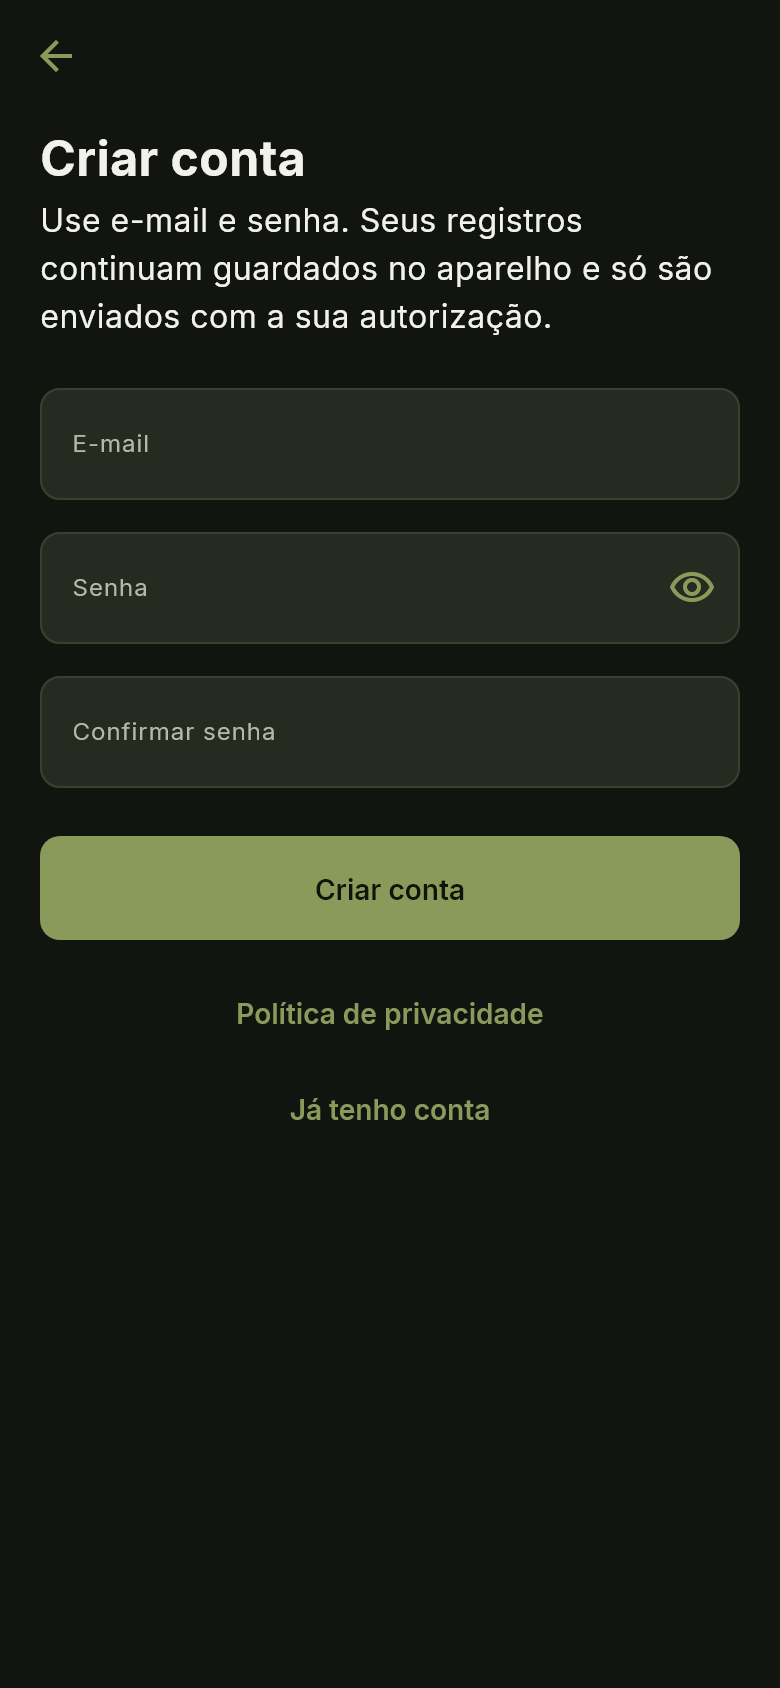 Criar conta
Use e-mail e senha. Seus registros
continuam guardados no aparelho e só são
enviados com a sua autorização.
E-mail
Senha
Confirmar senha
Criar conta
Política de privacidade
Já tenho conta